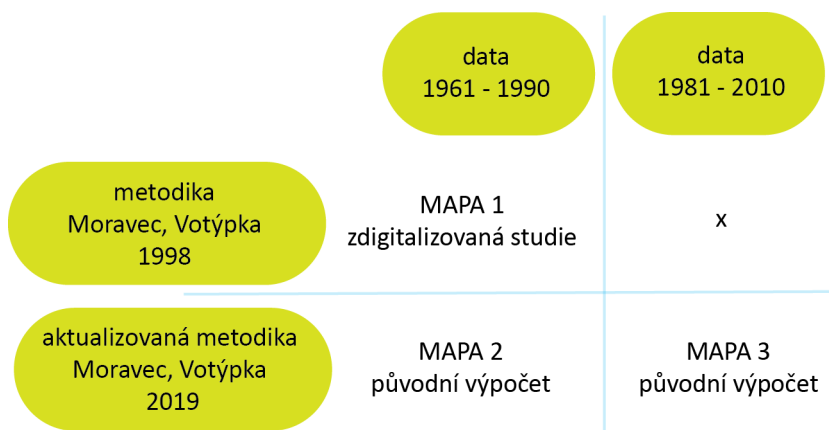 data
1961 - 1990
data
1981 - 2010
metodika
Moravec, Votýpka
1998
MAPA 1
zdigitalizovaná studie
x
aktualizovaná metodika
Moravec, Votýpka
2019
MAPA 2
původní výpočet
MAPA 3
původní výpočet